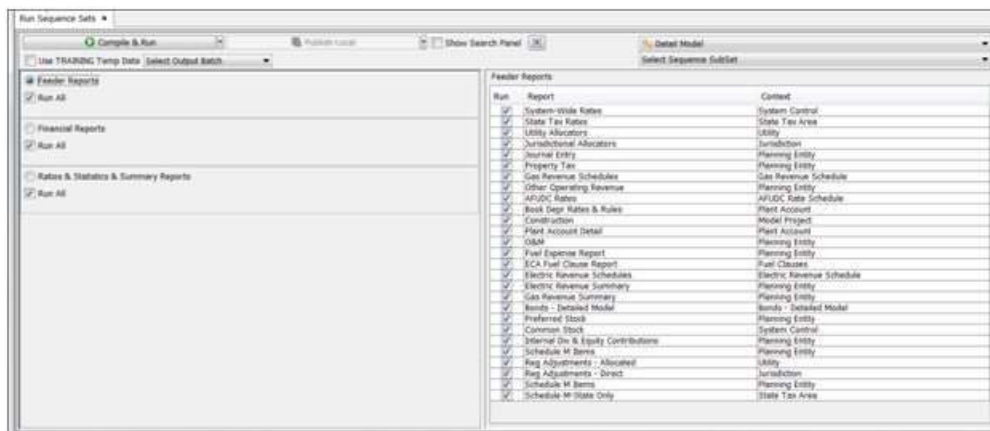 Run Sequence Sets
Compile & Run
Publish Local
Show Search Panel
Detail Model
Use TRAINING Temp Data
Select Output Batch
Select Sequence SubSet
Feeder Reports
Run All
Financial Reports
Run All
Ratios & Statistics & Summary Reports
Run All
Feeder Reports
Run Report Context
System-Wide Rates System Control
State Tax Rates State Tax Area
Utility Allocators Utility
Jurisdictional Allocators Jurisdiction
Journal Entry Planning Entity
Property Tax Planning Entity
Gas Revenue Schedules Gas Revenue Schedule
Other Operating Revenue Planning Entity
AFUDC Rates AFUDC Rate Schedule
Book Depr Rates & Rules Plant Account
Construction Model Project
Plant Account Detail Plant Account
O&M Planning Entity
Fuel Expense Report Planning Entity
ECA Fuel Clause Report Fuel Clauses
Electric Revenue Schedules Electric Revenue Schedule
Electric Revenue Summary Planning Entity
Gas Revenue Summary Planning Entity
Bonds - Detailed Model Bonds - Detailed Model
Preferred Stock Planning Entity
Common Stock System Control
Internal Div & Equity Contributions Planning Entity
Schedule M Items Planning Entity
Reg Adjustments - Allocated Utility
Reg Adjustments - Direct Jurisdiction
Schedule M Items Planning Entity
Schedule M State Only State Tax Area